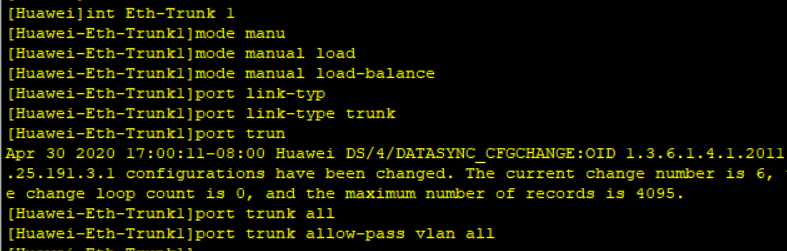 [Huawei]int Eth-Trunk 1
[Huawei-Eth-Trunk1]mode manu
[Huawei-Eth-Trunk1]mode manual load
[Huawei-Eth-Trunk1]mode manual load-balance
[Huawei-Eth-Trunk1]port link-typ
[Huawei-Eth-Trunk1]port link-type trunk
[Huawei-Eth-Trunk1]port trun
Apr 30 2020 17:00:11-08:00 Huawei DS/4/DATASYNC_CFGCHANGE:OID 1.3.6.1.4.1.2011
.25.191.3.1 configurations have been changed. The current change number is 6,
e change loop count is 0, and the maximum number of records is 4095.
[Huawei-Eth-Trunk1]port trunk all
[Huawei-Eth-Trunk1]port trunk allow-pass vlan all